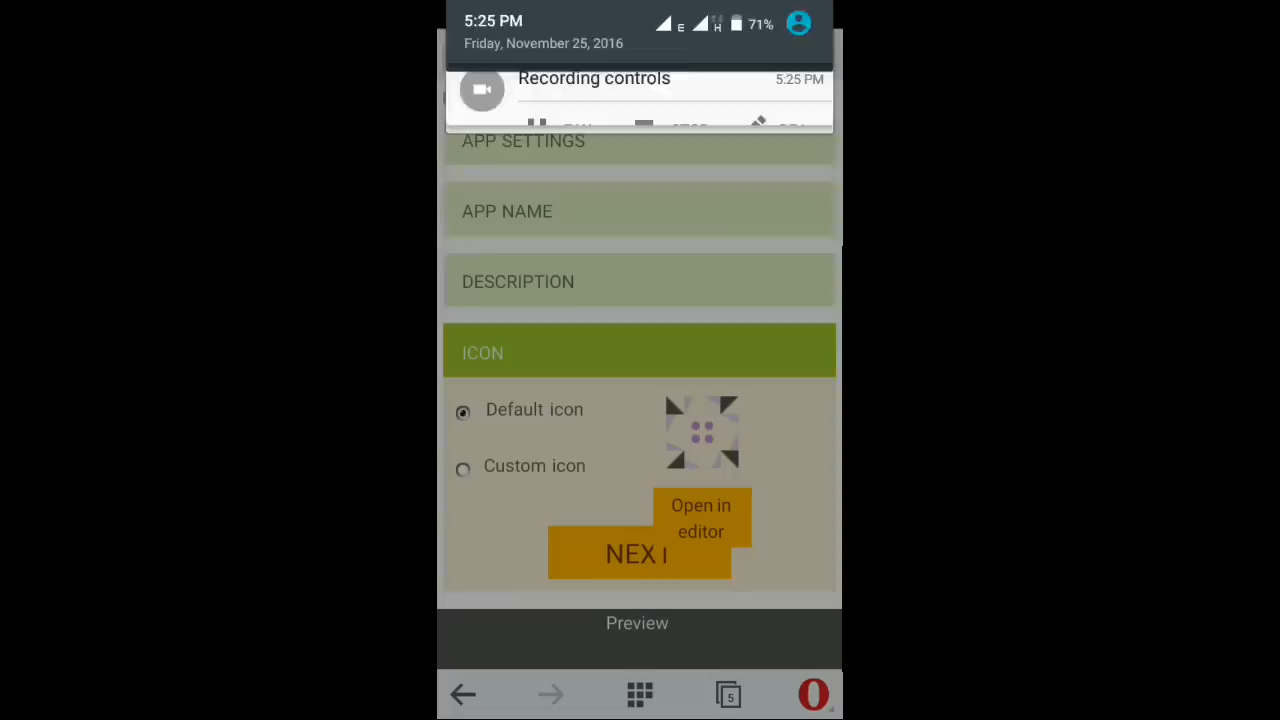 5:25 PM
E
H
71%
Friday, November 25, 2016
Recording controls
5:25 PM
APP SETTINGS
APP NAME
DESCRIPTION
ICON
Default icon
Custom icon
Open in
editor
NEXT
Preview
5